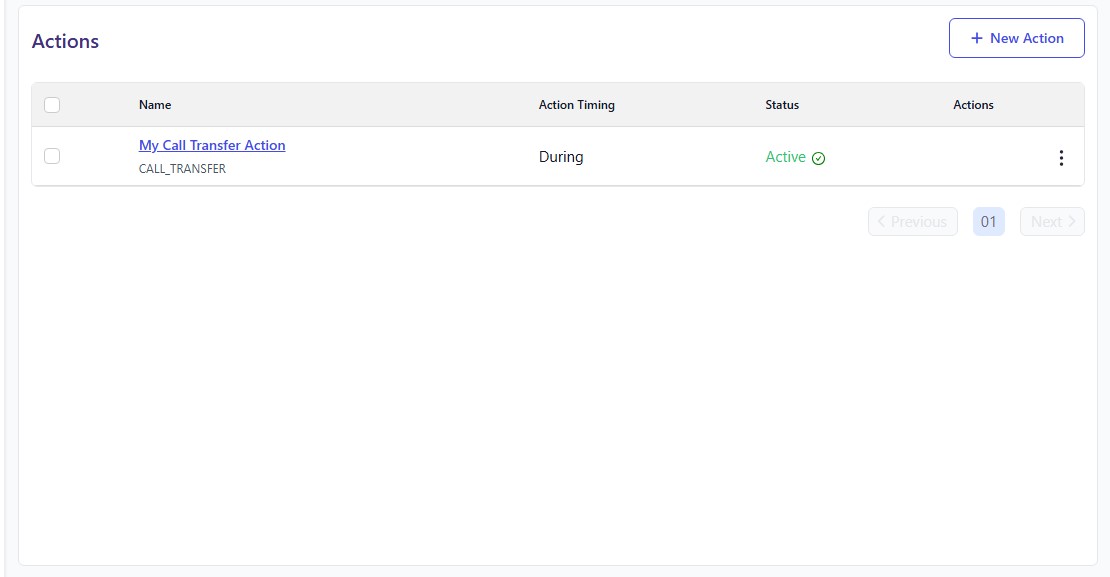 Actions
+ New Action
Name Action Timing Status Actions
My Call Transfer Action
CALL_TRANSFER
During
Active
Previous 01 Next